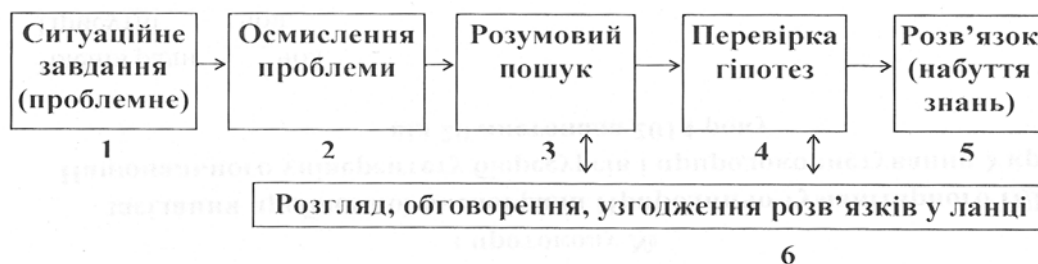 Ситуаційне
завдання
(проблемне)
Осмислення
проблеми
Розумовий
пошук
Перевірка
гіпотез
Розв’язок
(набуття
знань)
1
2
3
4
5
Розгляд, обговорення, узгодження розв’язків у ланці
6